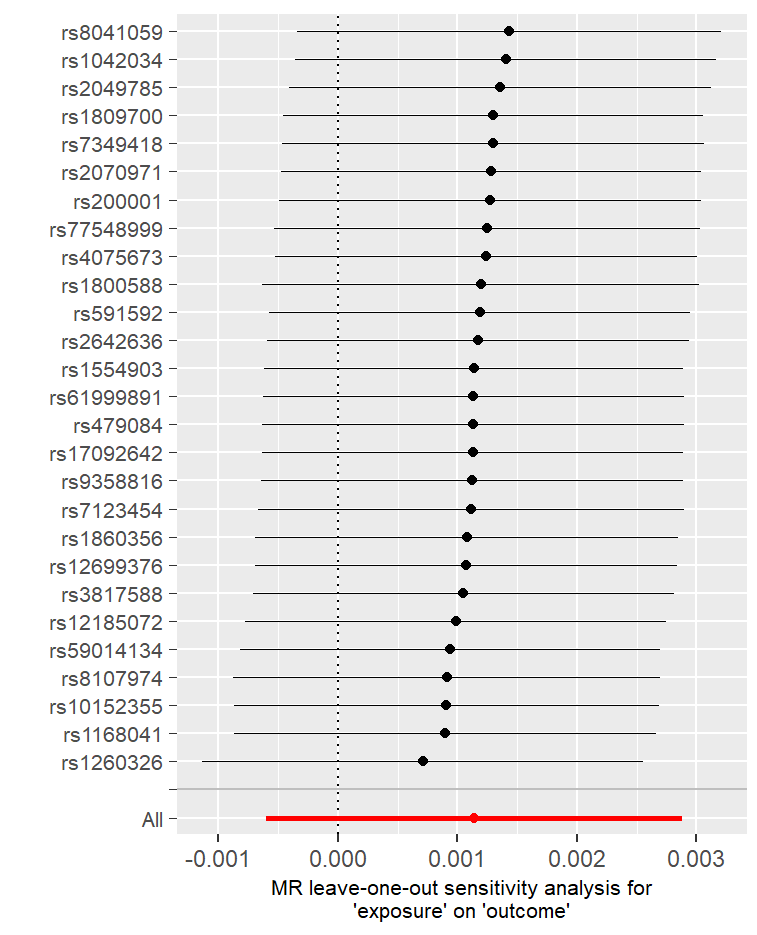 rs8041059
rs1042034
rs2049785
rs1809700
rs7349418
rs2070971
rs200001
rs77548999
rs4075673
rs1800588
rs591592
rs2642636
rs1554903
rs61999891
rs479084
rs17092642
rs9358816
rs7123454
rs1860356
rs12699376
rs3817588
rs12185072
rs59014134
rs8107974
rs10152355
rs1168041
rs1260326
All
-0.001 0.000 0.001 0.002 0.003
MR leave-one-out sensitivity analysis for
'exposure' on 'outcome'